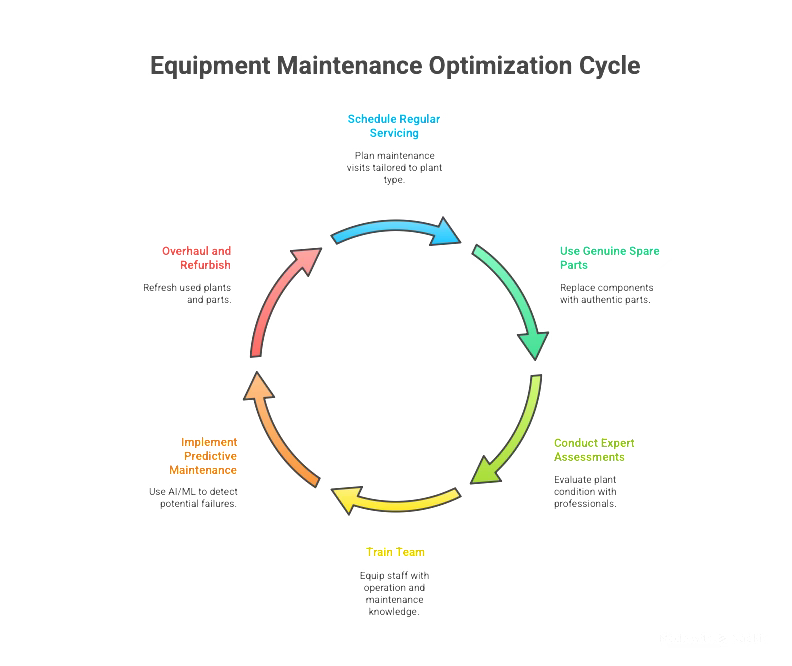 Equipment Maintenance Optimization Cycle
Schedule Regular
Servicing
Plan maintenance
visits tailored to plant
type.
Use Genuine Spare
Parts
Replace components
with authentic parts.
Conduct Expert
Assessments
Evaluate plant
condition with
professionals.
Train Team
Equip staff with
operation and
maintenance
knowledge.
Implement
Predictive
Maintenance
Use AI/ML to detect
potential failures.
Overhaul and
Refurbish
Refresh used plants
and parts.